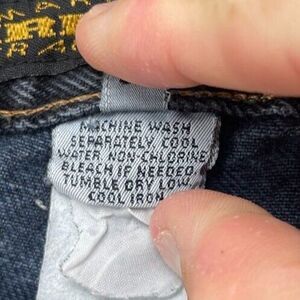 MACHINE WASH
SEPARATELY, COOL
WATER, NON-CHLORINE
BLEACH IF NEEDED
TUMBLE DRY LOW
COOL IRON